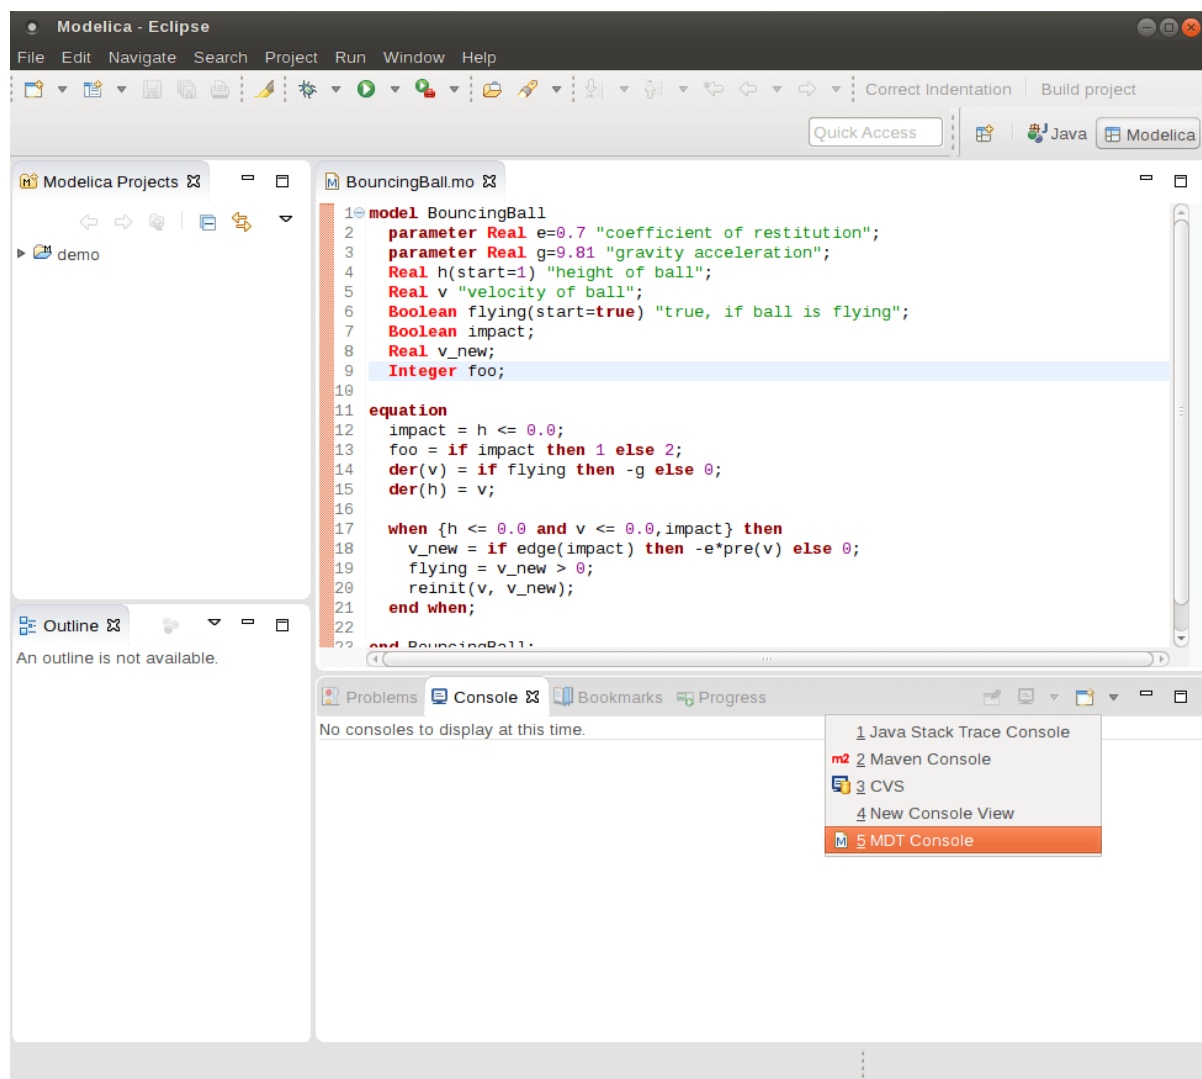 Modelica - Eclipse
File Edit Navigate Search Project Run Window Help
Correct Indentation Build project
Quick Access Java Modelica
Modelica Projects
demo
BouncingBall.mo
1 model BouncingBall
2 parameter Real e=0.7 "coefficient of restitution";
3 parameter Real g=9.81 "gravity acceleration";
4 Real h(start=1) "height of ball";
5 Real v "velocity of ball";
6 Boolean flying(start=true) "true, if ball is flying";
7 Boolean impact;
8 Real v_new;
9 Integer foo;
10
11 equation
12 impact = h <= 0.0;
13 foo = if impact then 1 else 2;
14 der(v) = if flying then -g else 0;
15 der(h) = v;
16
17 when {h <= 0.0 and v <= 0.0,impact} then
18 v_new = if edge(impact) then -e*pre(v) else 0;
19 flying = v_new > 0;
20 reinit(v, v_new);
21 end when;
22
23 end BouncingBall;
Outline
An outline is not available.
Problems Console Bookmarks Progress
No consoles to display at this time.
1 Java Stack Trace Console
m2 2 Maven Console
3 CVS
4 New Console View
M 5 MDT Console